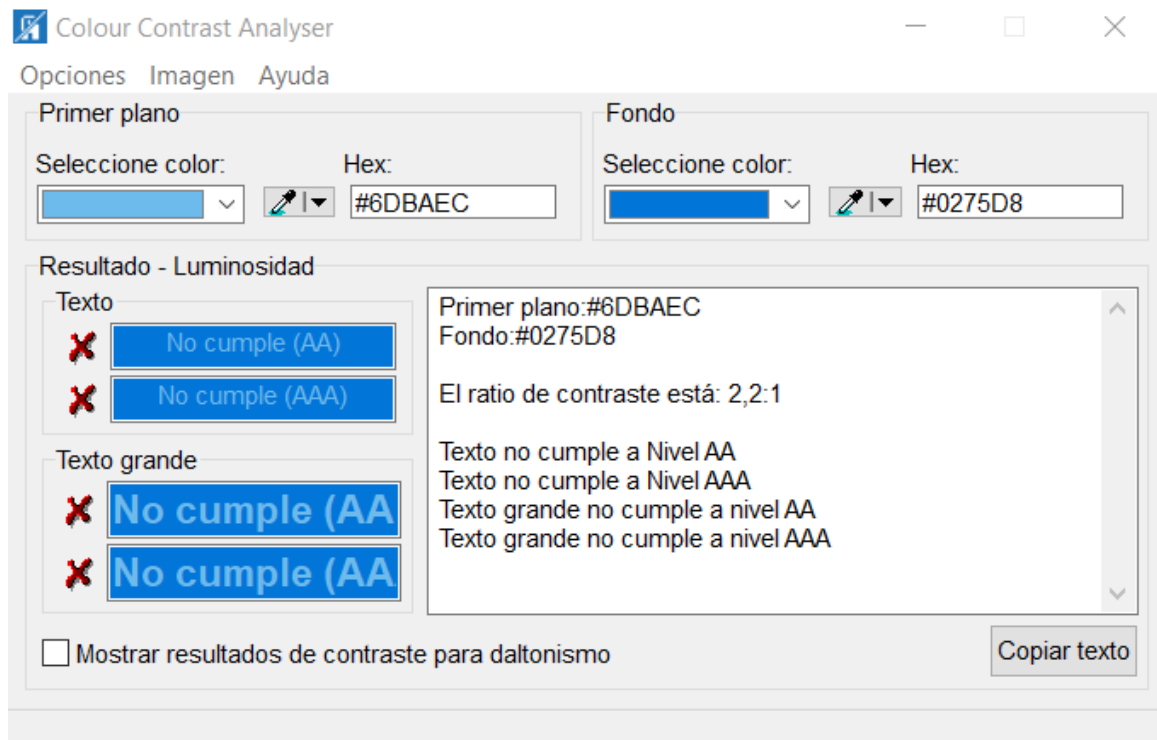 Colour Contrast Analyser
Opciones Imagen Ayuda
Primer plano
Seleccione color: Hex:
#6DBAEC
Fondo
Seleccione color: Hex:
#0275D8
Resultado - Luminosidad
Texto
No cumple (AA)
No cumple (AAA)
Texto grande
No cumple (AA
No cumple (AA
Primer plano:#6DBAEC
Fondo:#0275D8
El ratio de contraste está: 2,2:1
Texto no cumple a Nivel AA
Texto no cumple a Nivel AAA
Texto grande no cumple a nivel AA
Texto grande no cumple a nivel AAA
Mostrar resultados de contraste para daltonismo
Copiar texto